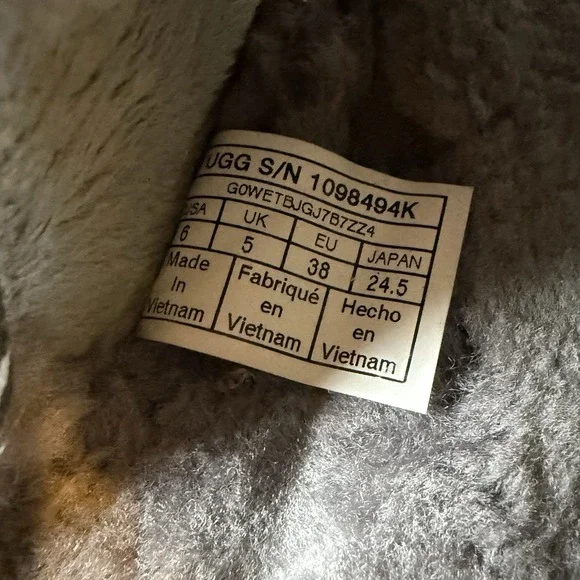 UGG S/N 1098494K
G0WETBJGJ7B7ZZ4
USA UK EU JAPAN
6 5 38 24.5
Made Fabriqué Hecho
In en en
Vietnam Vietnam Vietnam